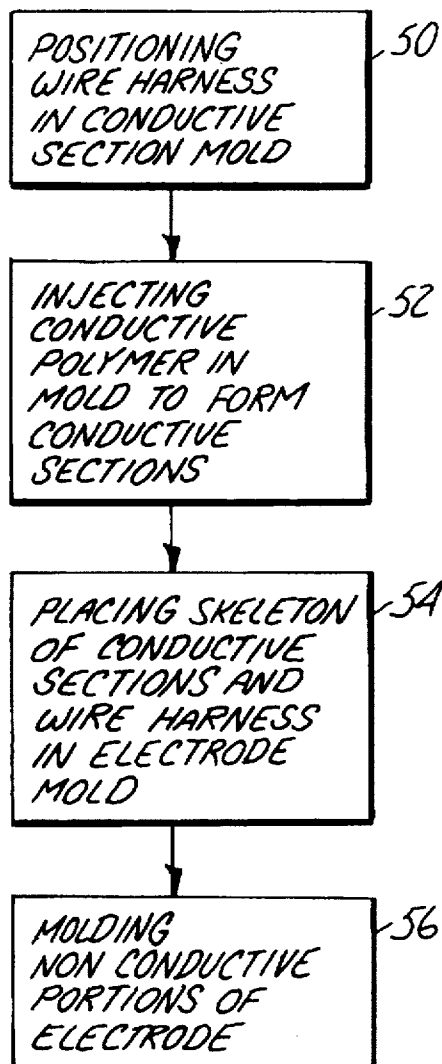 POSITIONING
WIRE HARNESS
IN CONDUCTIVE
SECTION MOLD
50
INJECTING
CONDUCTIVE
POLYMER IN
MOLD TO FORM
CONDUCTIVE
SECTIONS
52
PLACING SKELETON
OF CONDUCTIVE
SECTIONS AND
WIRE HARNESS
IN ELECTRODE
MOLD
54
MOLDING
NON CONDUCTIVE
PORTIONS OF
ELECTRODE
56